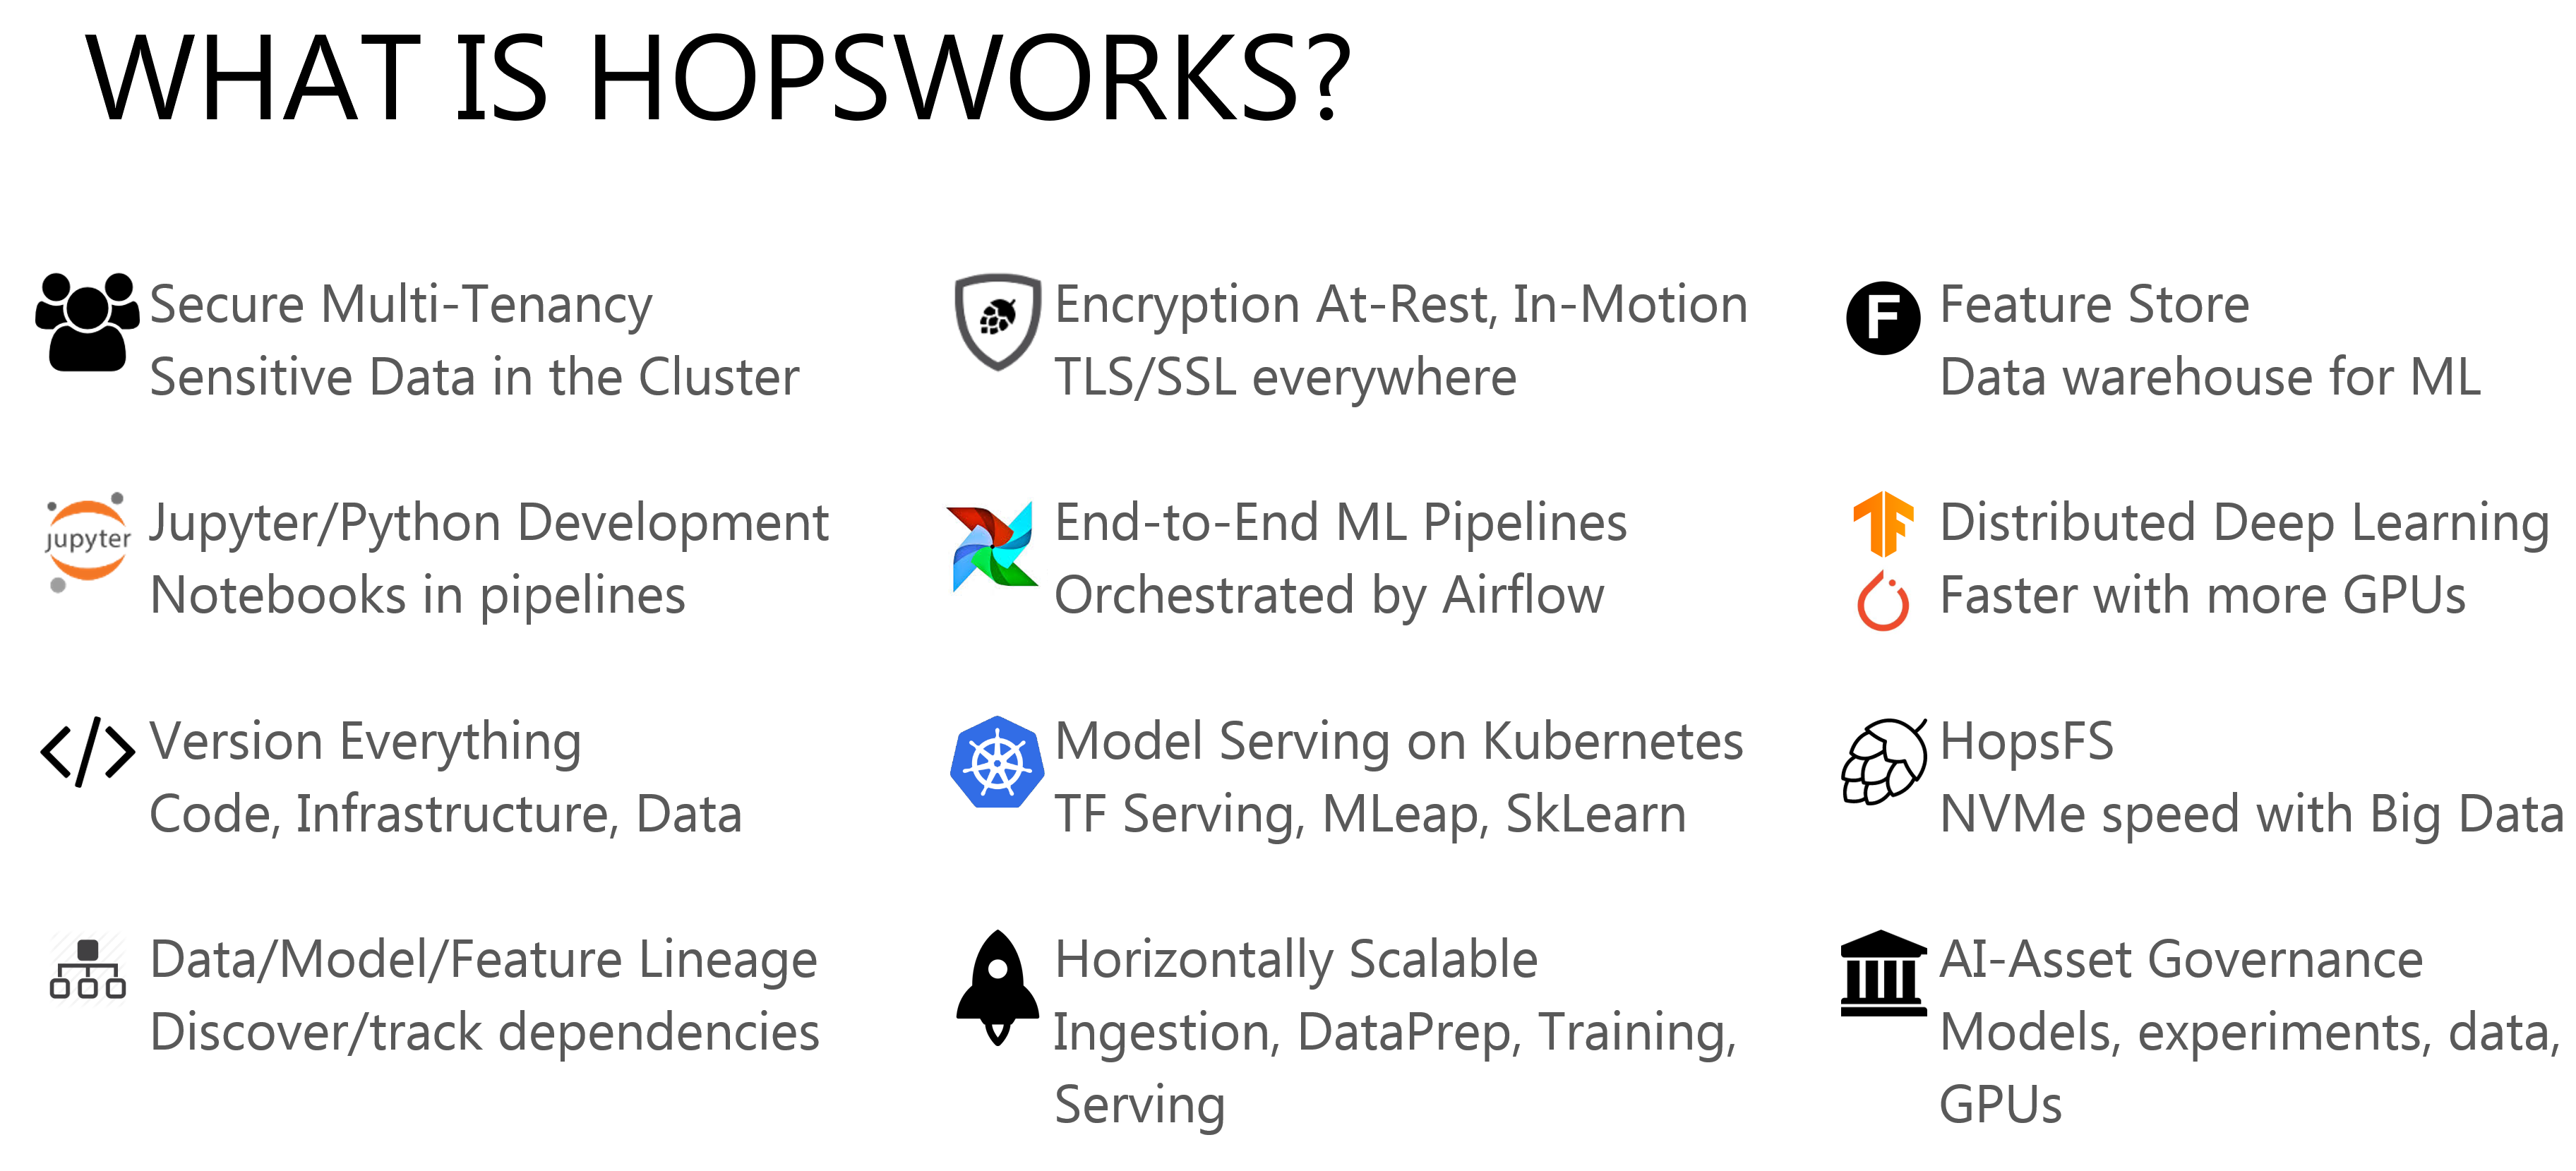 WHAT IS HOPSWORKS?
Secure Multi-Tenancy
Sensitive Data in the Cluster
Encryption At-Rest, In-Motion
TLS/SSL everywhere
F
Feature Store
Data warehouse for ML
jupyter
Jupyter/Python Development
Notebooks in pipelines
End-to-End ML Pipelines
Orchestrated by Airflow
Distributed Deep Learning
Faster with more GPUs
</>
Version Everything
Code, Infrastructure, Data
Model Serving on Kubernetes
TF Serving, MLeap, SkLearn
HopsFS
NVMe speed with Big Data
Data/Model/Feature Lineage
Discover/track dependencies
Horizontally Scalable
Ingestion, DataPrep, Training,
Serving
AI-Asset Governance
Models, experiments, data,
GPUs